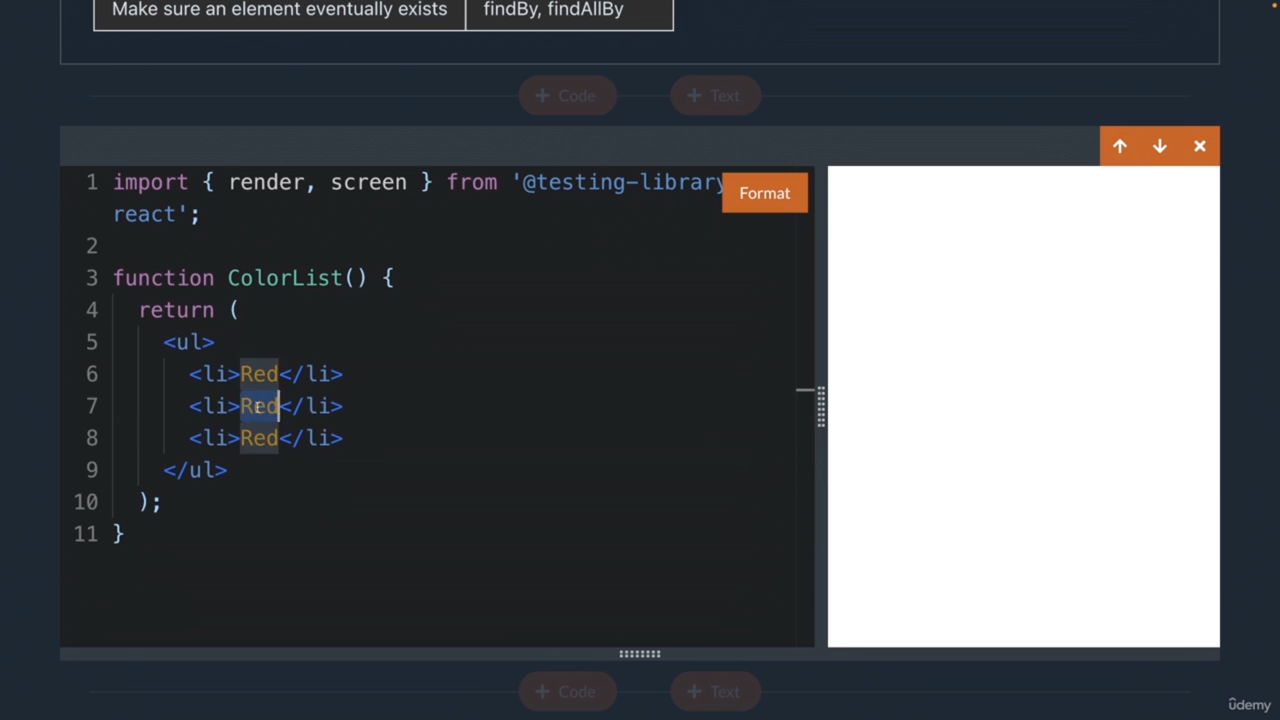 Make sure an element eventually exists findBy, findAllBy
+ Code + Text
1 import { render, screen } from '@testing-library
react';
Format
2
3 function ColorList() {
4 return (
5 <ul>
6 <li>Red</li>
7 <li>Red</li>
8 <li>Red</li>
9 </ul>
10 );
11 }
+ Code + Text
ûdemy